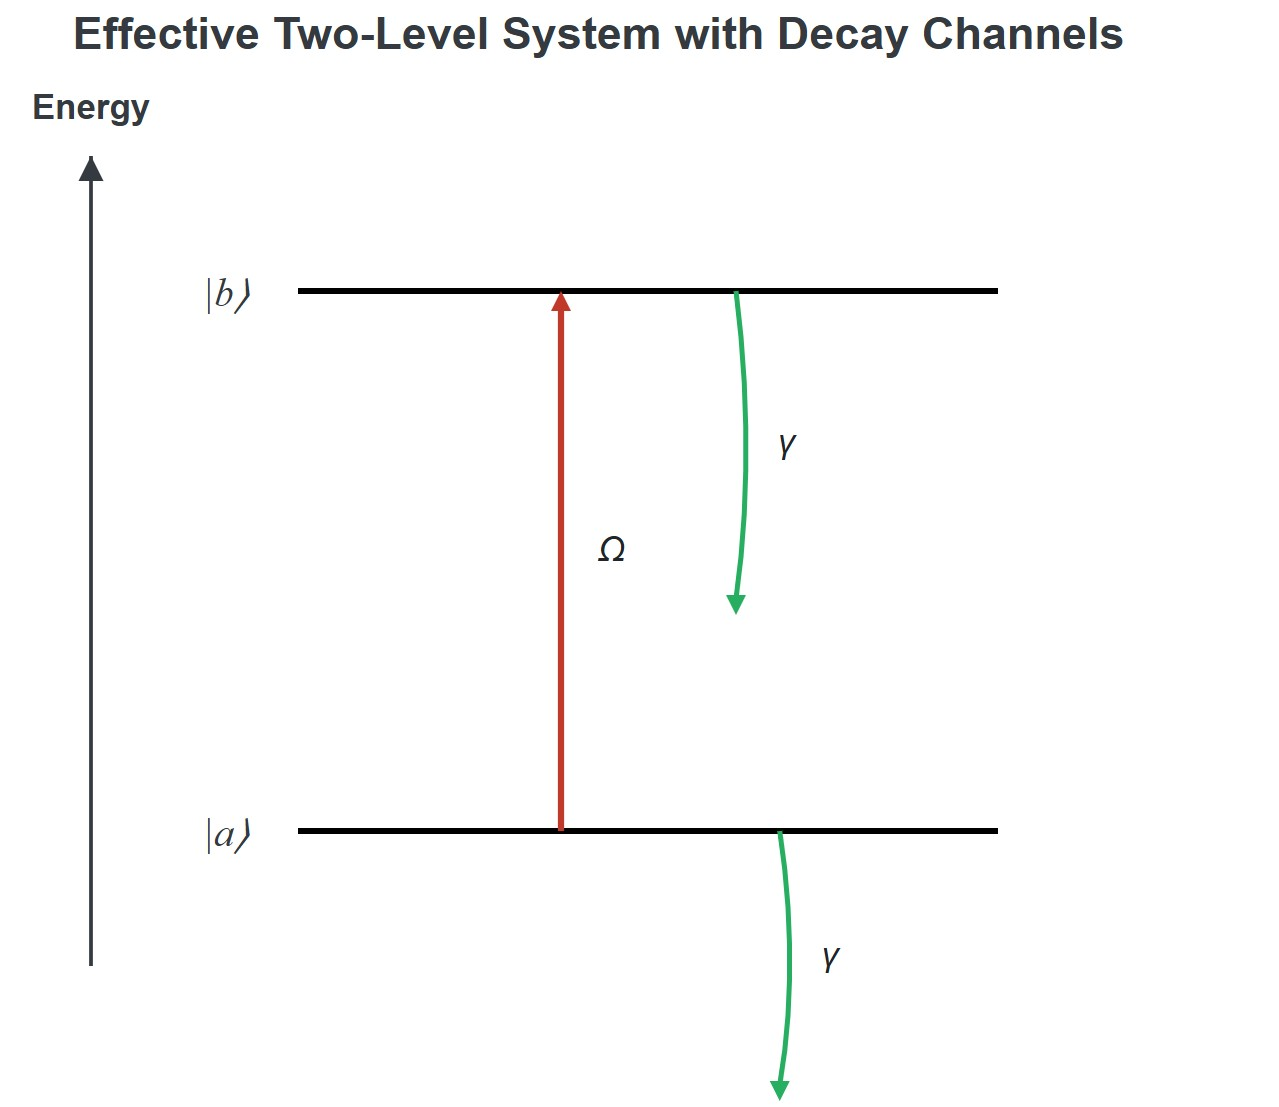 Effective Two-Level System with Decay Channels
Energy
|b⟩
γ
Ω
|a⟩
γ